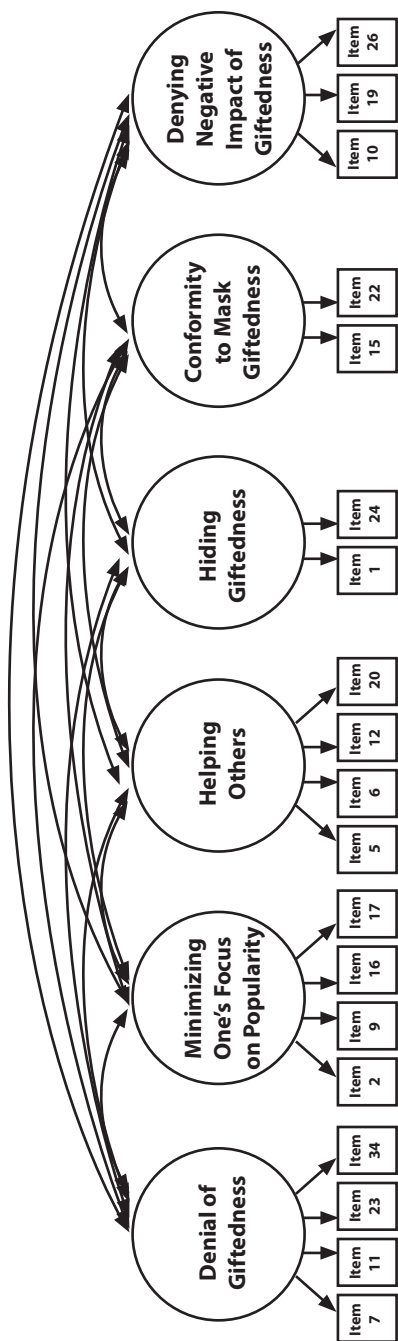 Denial of
Giftedness
Item
7
Item
11
Item
23
Item
34
Minimizing
One's Focus
on Popularity
Item
2
Item
9
Item
16
Item
17
Helping
Others
Item
5
Item
6
Item
12
Item
20
Hiding
Giftedness
Item
1
Item
24
Conformity
to Mask
Giftedness
Item
15
Item
22
Denying
Negative
Impact of
Giftedness
Item
10
Item
19
Item
26